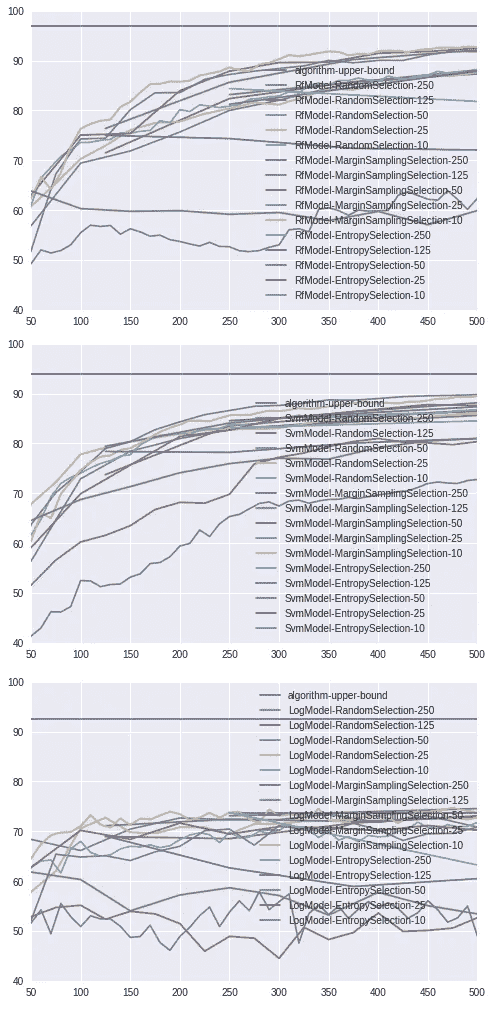 100
90
80
70
60
50
40
50 100 150 200 250 300 350 400 450 500
algorithm-upper-bound
RfModel-RandomSelection-250
RfModel-RandomSelection-125
RfModel-RandomSelection-50
RfModel-RandomSelection-25
RfModel-RandomSelection-10
RfModel-MarginSamplingSelection-250
RfModel-MarginSamplingSelection-125
RfModel-MarginSamplingSelection-50
RfModel-MarginSamplingSelection-25
RfModel-MarginSamplingSelection-10
RfModel-EntropySelection-250
RfModel-EntropySelection-125
RfModel-EntropySelection-50
RfModel-EntropySelection-25
RfModel-EntropySelection-10
100
90
80
70
60
50
40
50 100 150 200 250 300 350 400 450 500
algorithm-upper-bound
SvmModel-RandomSelection-250
SvmModel-RandomSelection-125
SvmModel-RandomSelection-50
SvmModel-RandomSelection-25
SvmModel-RandomSelection-10
SvmModel-MarginSamplingSelection-250
SvmModel-MarginSamplingSelection-125
SvmModel-MarginSamplingSelection-50
SvmModel-MarginSamplingSelection-25
SvmModel-MarginSamplingSelection-10
SvmModel-EntropySelection-250
SvmModel-EntropySelection-125
SvmModel-EntropySelection-50
SvmModel-EntropySelection-25
SvmModel-EntropySelection-10
100
90
80
70
60
50
40
50 100 150 200 250 300 350 400 450 500
algorithm-upper-bound
LogModel-RandomSelection-250
LogModel-RandomSelection-125
LogModel-RandomSelection-50
LogModel-RandomSelection-25
LogModel-RandomSelection-10
LogModel-MarginSamplingSelection-250
LogModel-MarginSamplingSelection-125
LogModel-MarginSamplingSelection-50
LogModel-MarginSamplingSelection-25
LogModel-MarginSamplingSelection-10
LogModel-EntropySelection-250
LogModel-EntropySelection-125
LogModel-EntropySelection-50
LogModel-EntropySelection-25
LogModel-EntropySelection-10